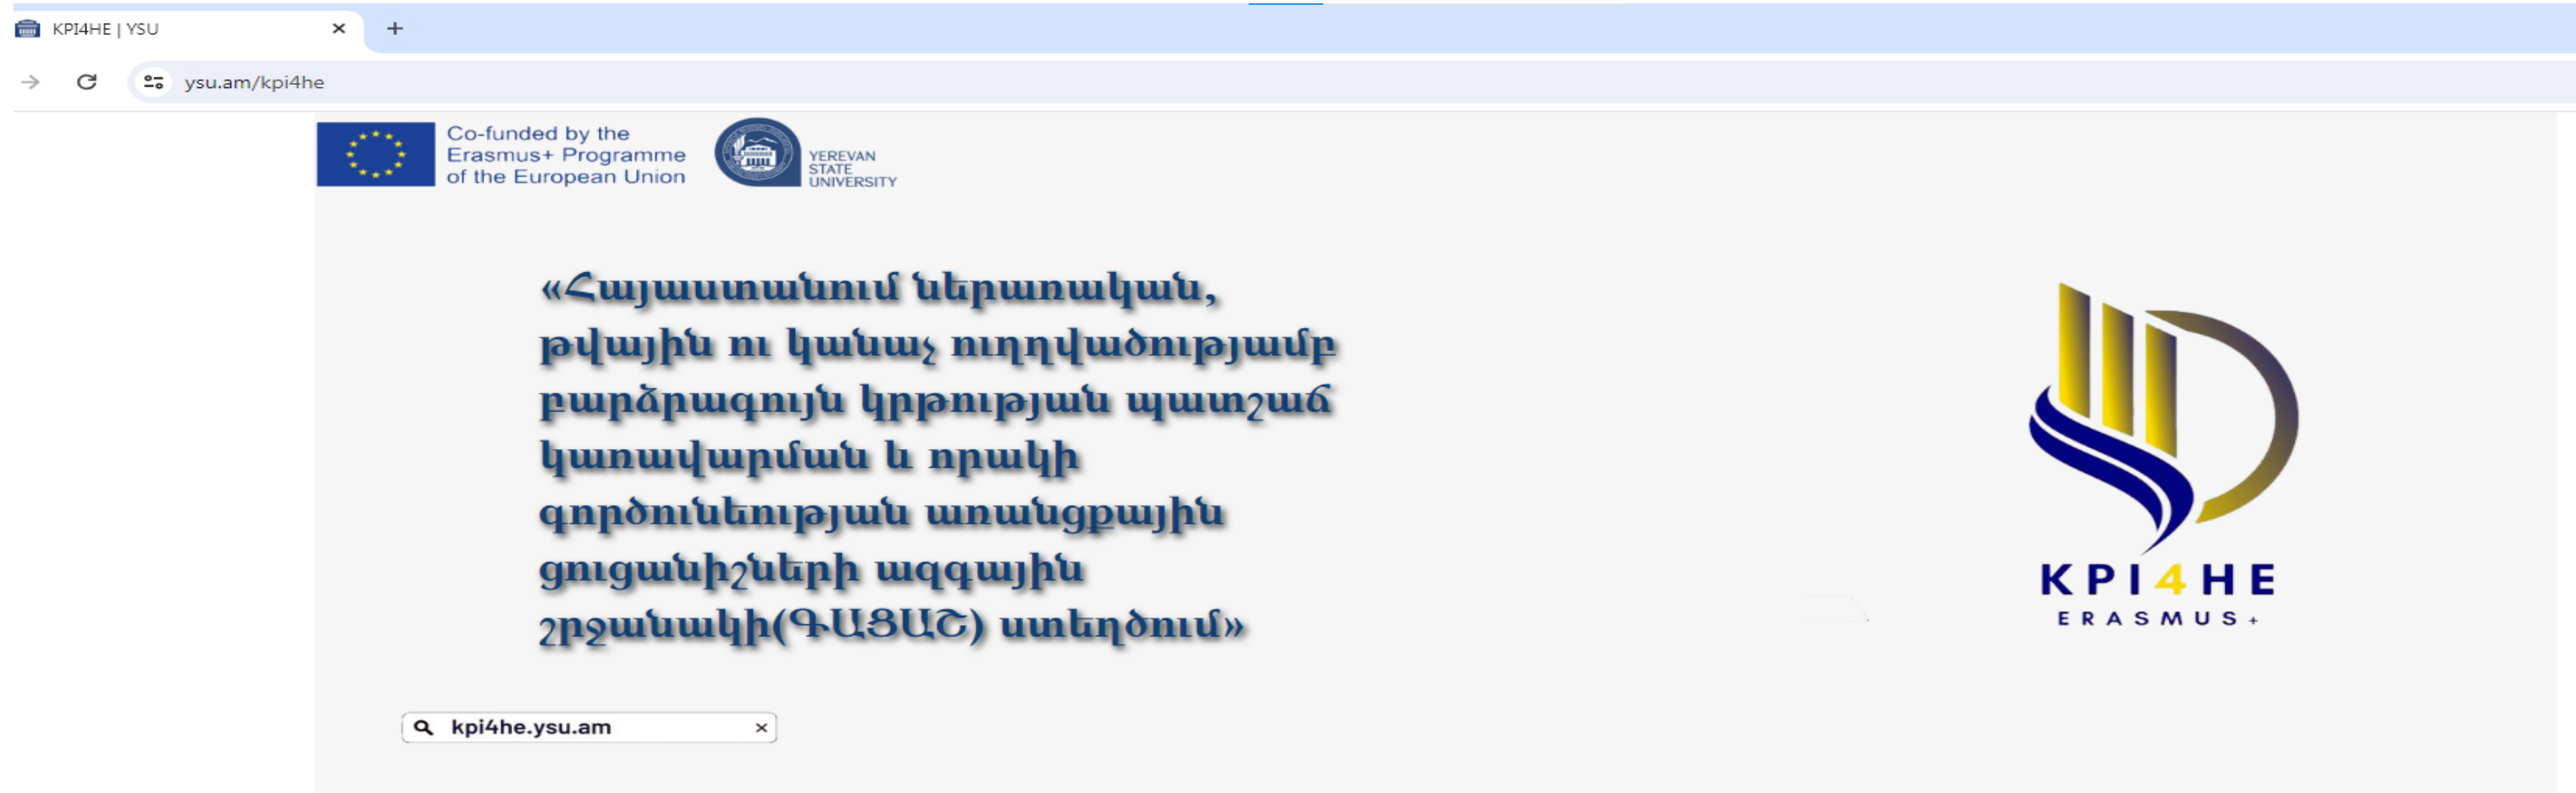 KPI4HE | YSU
ysu.am/kpi4he
Co-funded by the
Erasmus+ Programme
of the European Union
YEREVAN
STATE
UNIVERSITY
«Հայաստանում ներառական,
թվային ու կանաչ ուղղվածությամբ
բարձրագույն կրթության պատշաճ
կառավարման և որակի
գործունեության առանցքային
ցուցանիշների ազգային
շրջանակի(ԳԱՑԱՇ) ստեղծում»
KPI4HE
ERASMUS+
kpi4he.ysu.am